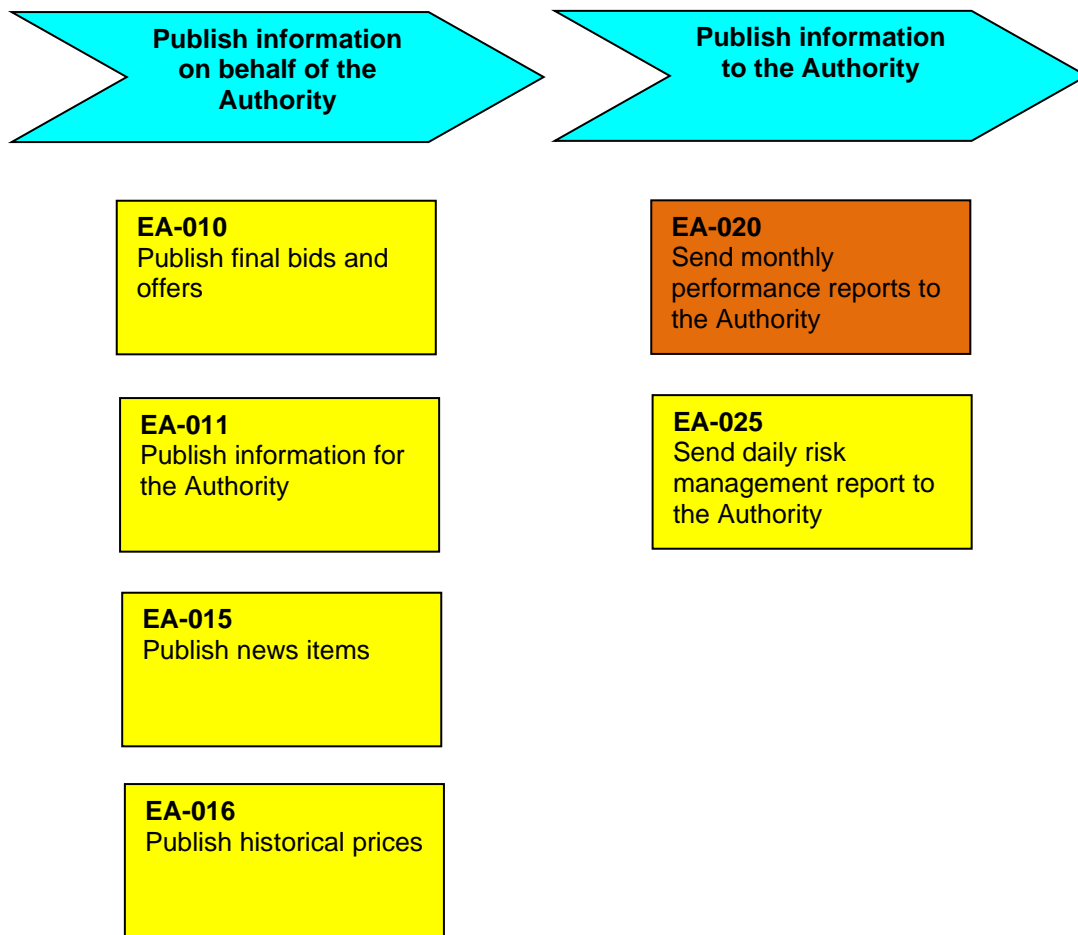 Publish information
on behalf of the
Authority
Publish information
to the Authority
EA-010
Publish final bids and
offers
EA-011
Publish information for
the Authority
EA-015
Publish news items
EA-016
Publish historical prices
EA-020
Send monthly
performance reports to
the Authority
EA-025
Send daily risk
management report to
the Authority